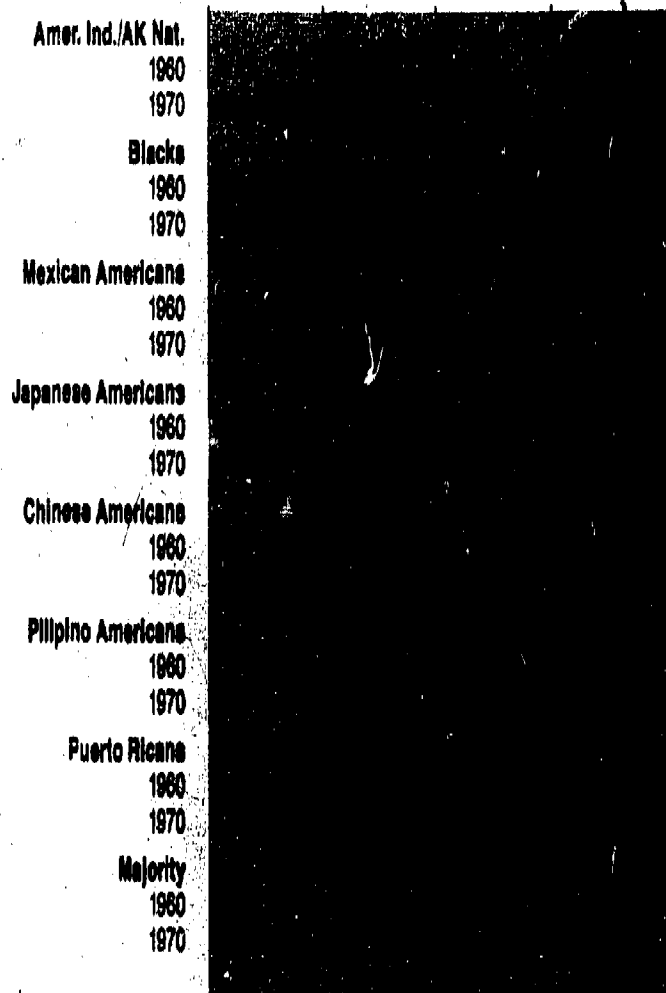 Amer. Ind./AK Nat.
1960
1970
Blacks
1960
1970
Mexican Americans
1960
1970
Japanese Americans
1960
1970
Chinese Americans
1960
1970
Pilipino Americans
1960
1970
Puerto Ricans
1960
1970
Majority
1960
1970